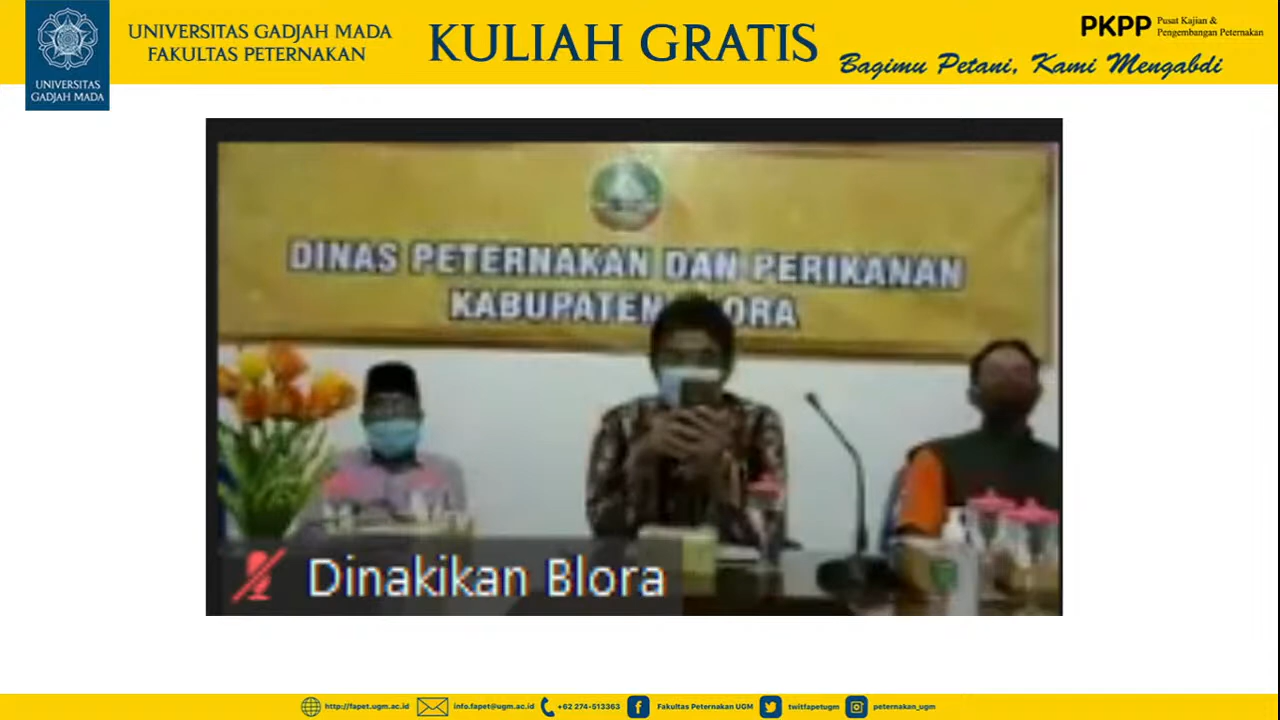 UNIVERSITAS GADJAH MADA
FAKULTAS PETERNAKAN
UNIVERSITAS
GADJAH MADA
KULIAH GRATIS
PKPP
Pusat Kajian &
Pengembangan Peternakan
Bagimu Petani, Kami Mengabdi
DINAS PETERNAKAN DAN PERIKANAN
KABUPATEN LORA
Dinakikan Blora
http://fapet.ugm.ac.id
info.fapet@ugm.ac.id
+62 274-513363
Fakultas Peternakan UGM
twitfapetugm
peternakan_ugm